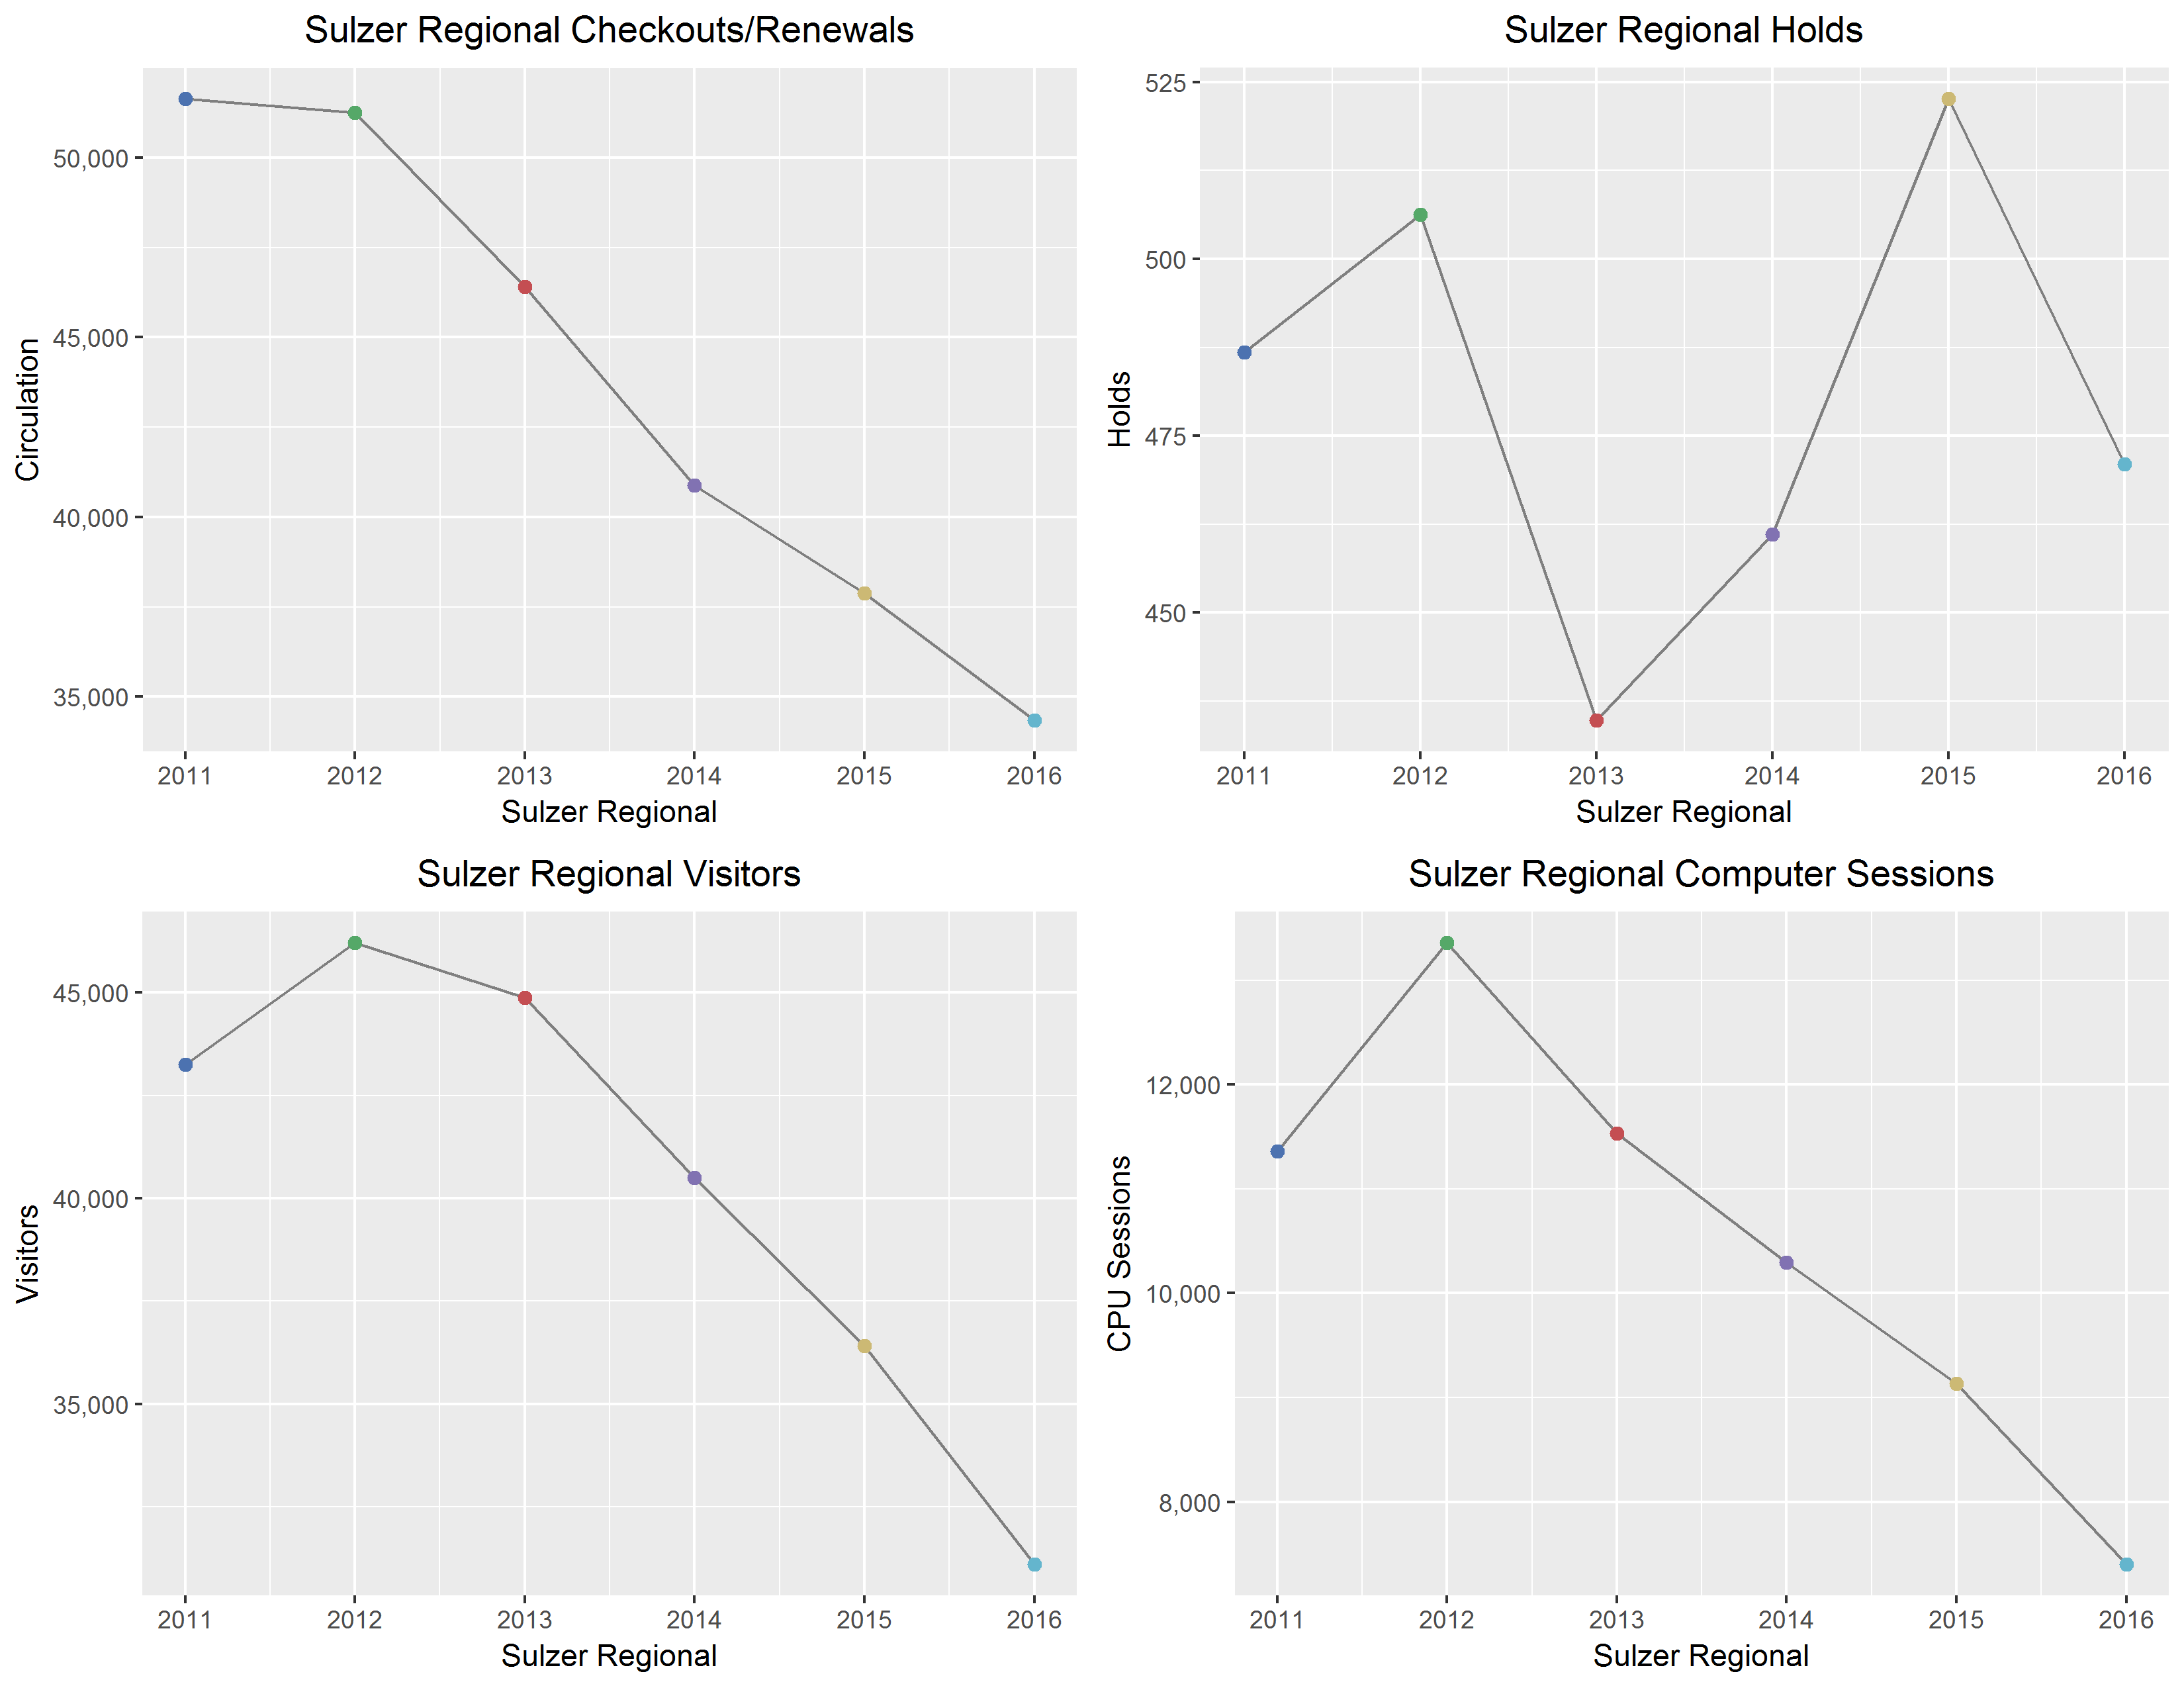 Sulzer Regional Checkouts/Renewals
50,000
45,000
40,000
35,000
Circulation
2011 2012 2013 2014 2015 2016
Sulzer Regional
Sulzer Regional Holds
525
500
475
450
Holds
2011 2012 2013 2014 2015 2016
Sulzer Regional
Sulzer Regional Visitors
45,000
40,000
35,000
Visitors
2011 2012 2013 2014 2015 2016
Sulzer Regional
Sulzer Regional Computer Sessions
12,000
10,000
8,000
CPU Sessions
2011 2012 2013 2014 2015 2016
Sulzer Regional